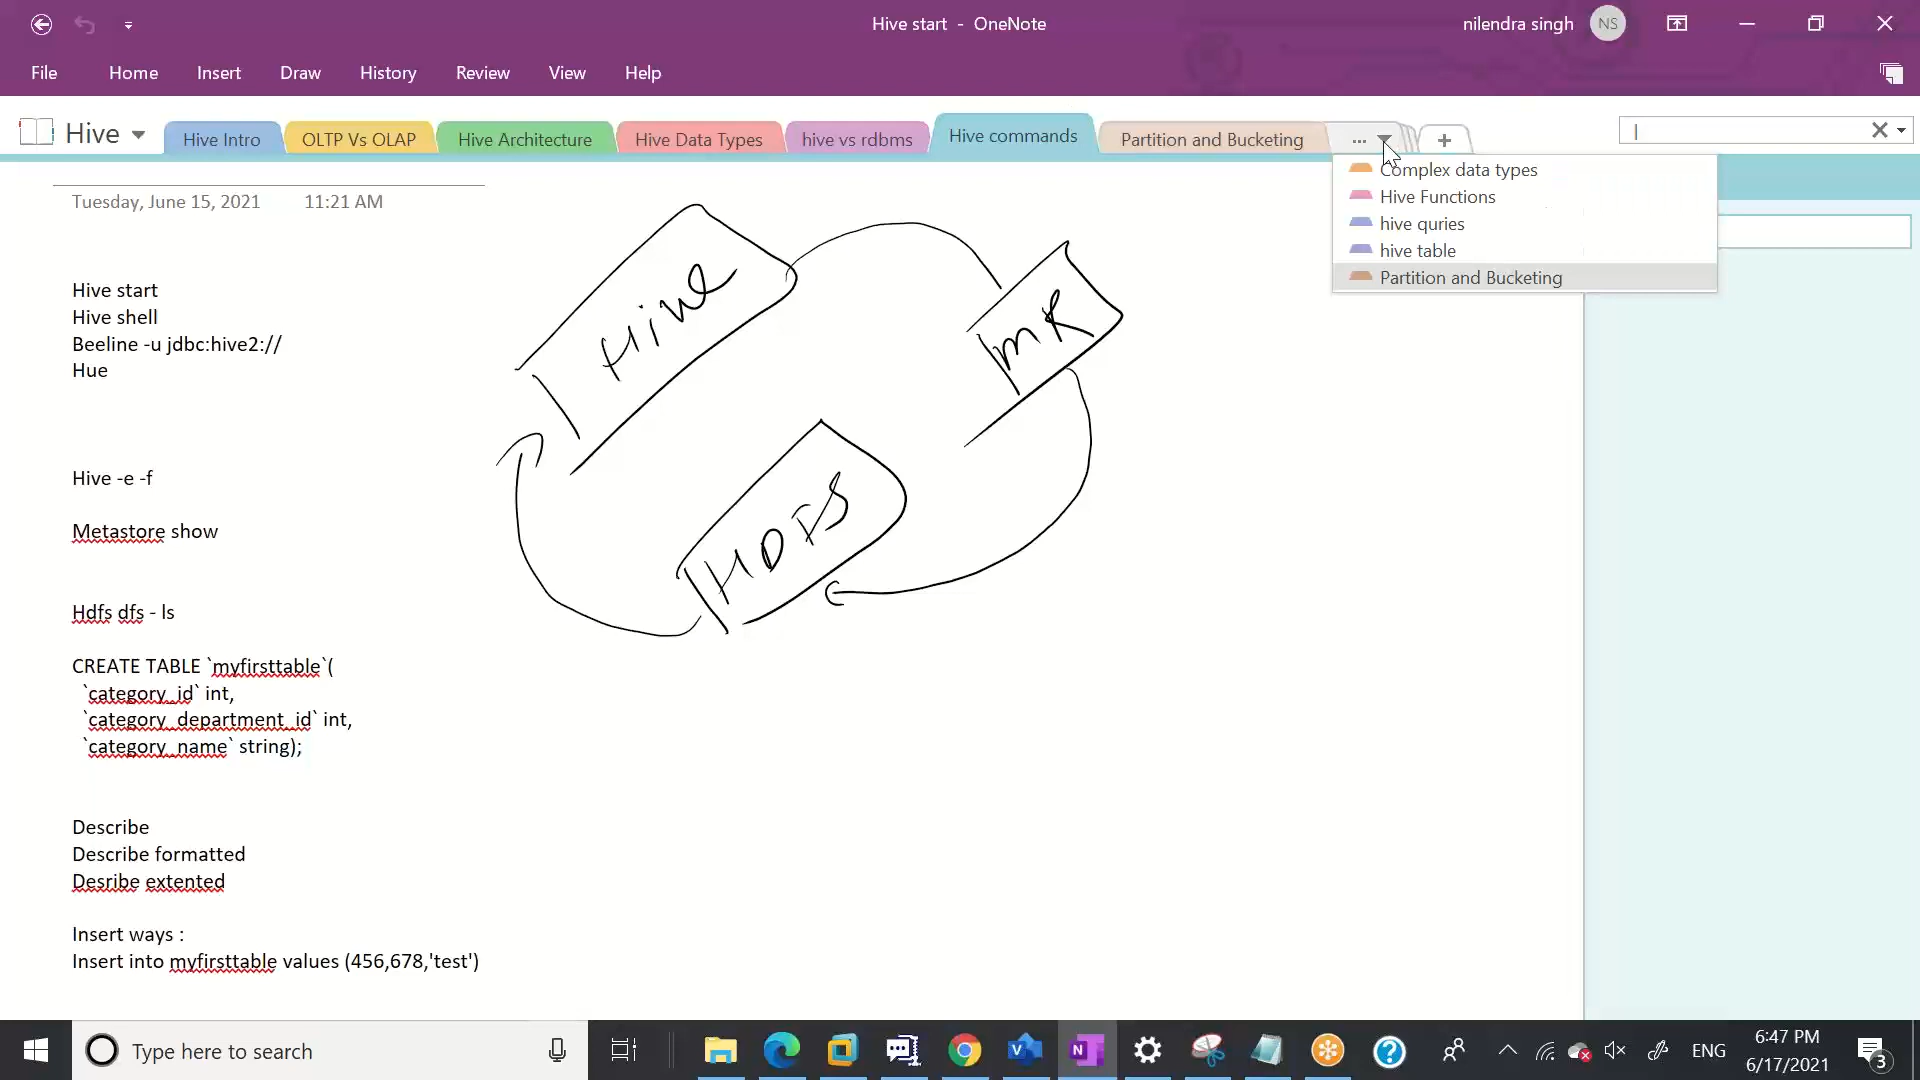 Hive start - OneNote
nilendra singh NS
File Home Insert Draw History Review View Help
Hive
Hive Intro OLTP Vs OLAP Hive Architecture Hive Data Types hive vs rdbms Hive commands Partition and Bucketing ... +
Complex data types
Hive Functions
hive quries
hive table
Partition and Bucketing
Tuesday, June 15, 2021 11:21 AM
Hive start
Hive shell
Beeline -u jdbc:hive2://
Hue
Hive -e -f
Metastore show
Hdfs dfs - ls
CREATE TABLE `myfirsttable`(
`category_id` int,
`category_department_id` int,
`category_name` string);
Describe
Describe formatted
Desribe extented
Insert ways :
Insert into myfirsttable values (456,678,'test')
Hive
MR
HDFS
Type here to search
ENG
6:47 PM
6/17/2021
3